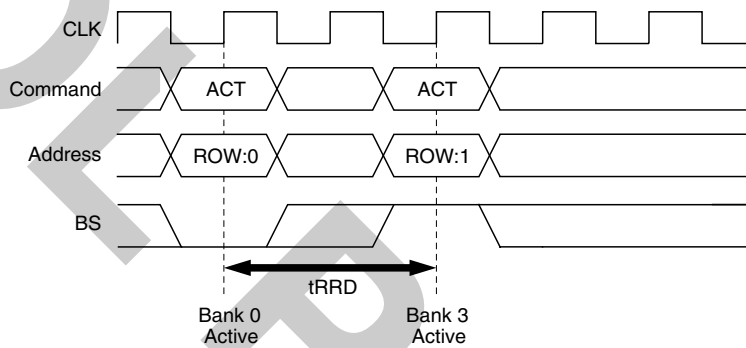 CLK
Command ACT ACT
Address ROW:0 ROW:1
BS
tRRD
Bank 0 Bank 3
Active Active